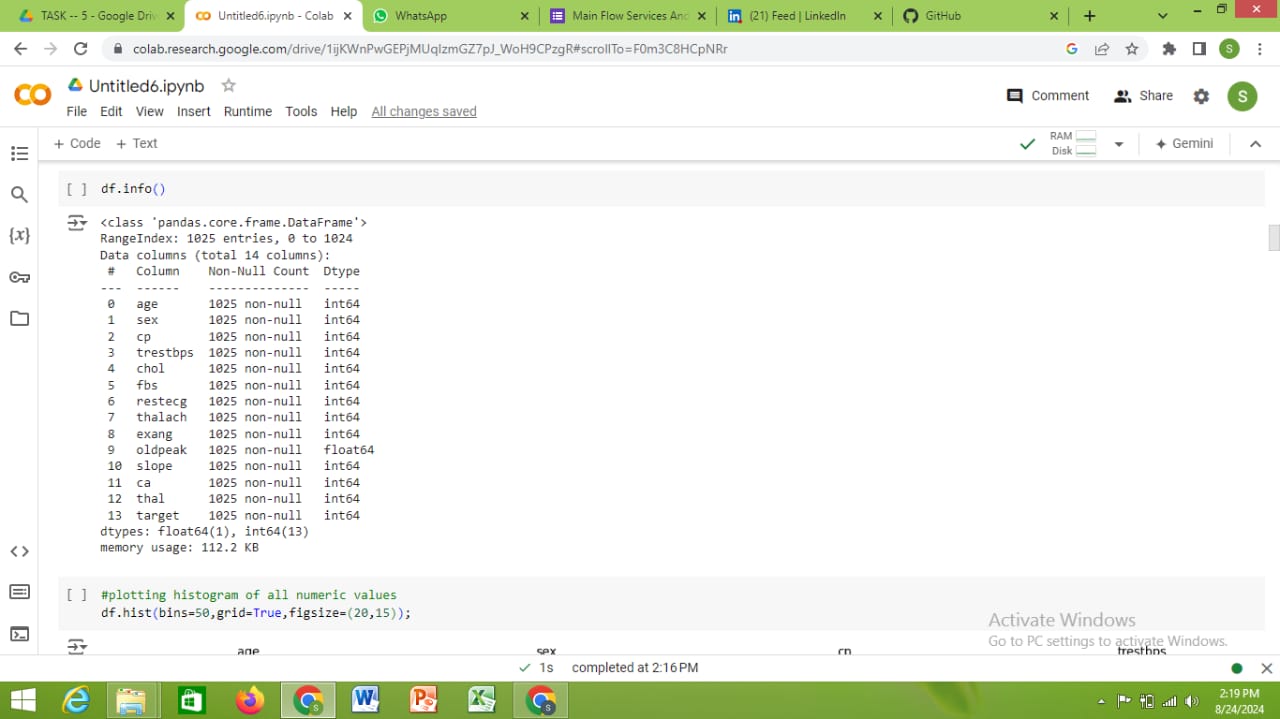 TASK -- 5 - Google Driv
Untitled6.ipynb - Colab
WhatsApp
Main Flow Services And
(21) Feed | LinkedIn
GitHub
colab.research.google.com/drive/1ijKWnPwGEPjMUqIzmGZ7pJ_WoH9CPzgR#scrollTo=F0m3C8HCpNRr
S
Untitled6.ipynb
File Edit View Insert Runtime Tools Help All changes saved
Comment Share S
+ Code + Text
RAM
Disk
Gemini
[ ] df.info()
<class 'pandas.core.frame.DataFrame'>
RangeIndex: 1025 entries, 0 to 1024
Data columns (total 14 columns):
# Column Non-Null Count Dtype
--- ------ -------------- -----
0 age 1025 non-null int64
1 sex 1025 non-null int64
2 cp 1025 non-null int64
3 trestbps 1025 non-null int64
4 chol 1025 non-null int64
5 fbs 1025 non-null int64
6 restecg 1025 non-null int64
7 thalach 1025 non-null int64
8 exang 1025 non-null int64
9 oldpeak 1025 non-null float64
10 slope 1025 non-null int64
11 ca 1025 non-null int64
12 thal 1025 non-null int64
13 target 1025 non-null int64
dtypes: float64(1), int64(13)
memory usage: 112.2 KB
[ ] #plotting histogram of all numeric values
df.hist(bins=50,grid=True,figsize=(20,15));
Activate Windows
Go to PC settings to activate Windows.
age sex cp trestbps
1s completed at 2:16 PM
2:19 PM
8/24/2024